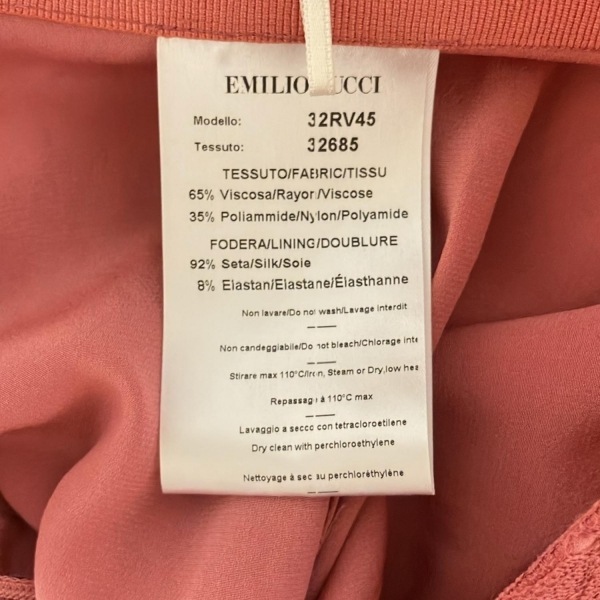 EMILIO UCCI
Modello: 32RV45
Tessuto: 32685
TESSUTO/FABRIC/TISSU
65% Viscosa/Rayon/Viscose
35% Poliammide/Nylon/Polyamide
FODERA/LINING/DOUBLURE
92% Seta/Silk/Soie
8% Elastan/Elastane/Élasthanne
Non lavare/Do not wash/Lavage interdit
Non candeggiabile/Do not bleach/Chlorage inte
Stirare max 110°C/Iron, Steam or Dry,low hea
Repassage à 110°C max
Lavaggio a secco con tetracloroetilene
Dry clean with perchloroethylene
Nettoyage à sec au perchloréthylène